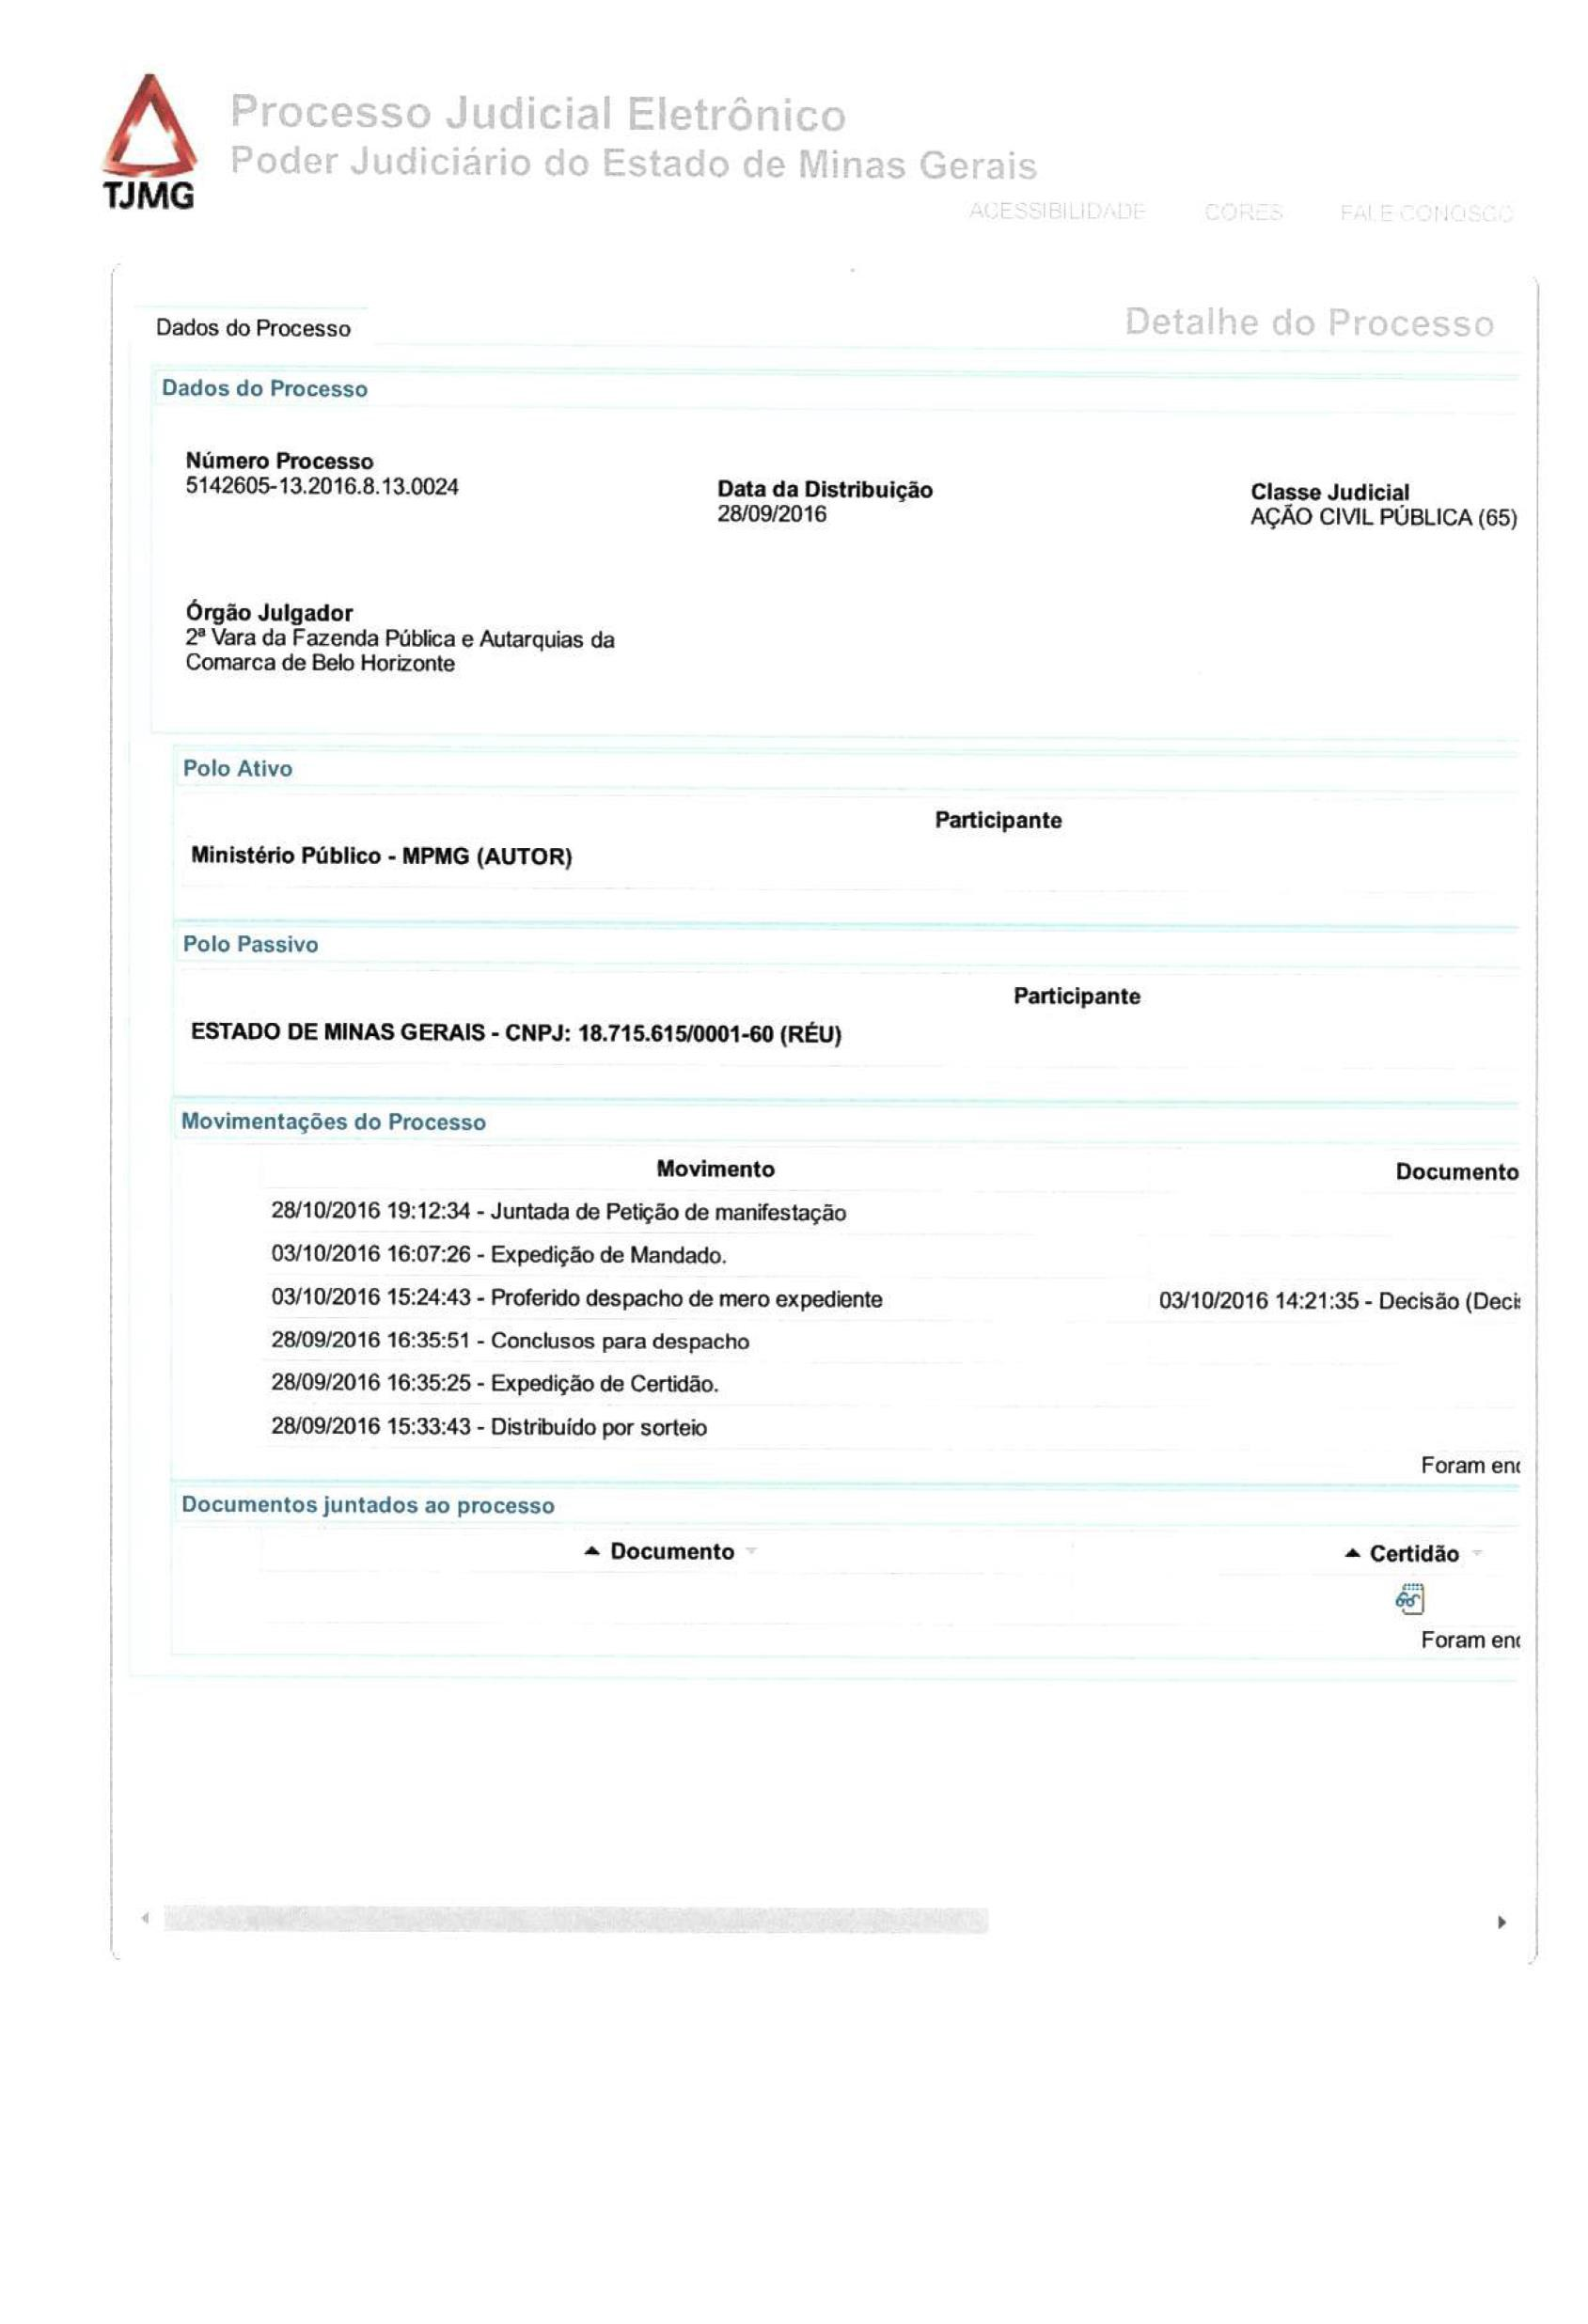 Processo Judicial Eletrônico
Poder Judiciário do Estado de Minas Gerais
TJMG
ACESSIBILIDADE CORES FALE CONOSCO
Dados do Processo
Detalhe do Processo
Dados do Processo
Número Processo
5142605-13.2016.8.13.0024
Data da Distribuição
28/09/2016
Classe Judicial
AÇÃO CIVIL PÚBLICA (65)
Órgão Julgador
2ª Vara da Fazenda Pública e Autarquias da
Comarca de Belo Horizonte
Polo Ativo
Participante
Ministério Público - MPMG (AUTOR)
Polo Passivo
Participante
ESTADO DE MINAS GERAIS - CNPJ: 18.715.615/0001-60 (RÉU)
Movimentações do Processo
Movimento Documento
28/10/2016 19:12:34 - Juntada de Petição de manifestação
03/10/2016 16:07:26 - Expedição de Mandado.
03/10/2016 15:24:43 - Proferido despacho de mero expediente 03/10/2016 14:21:35 - Decisão (Decis
28/09/2016 16:35:51 - Conclusos para despacho
28/09/2016 16:35:25 - Expedição de Certidão.
28/09/2016 15:33:43 - Distribuído por sorteio
Foram enc
Documentos juntados ao processo
Documento Certidão
Foram enc